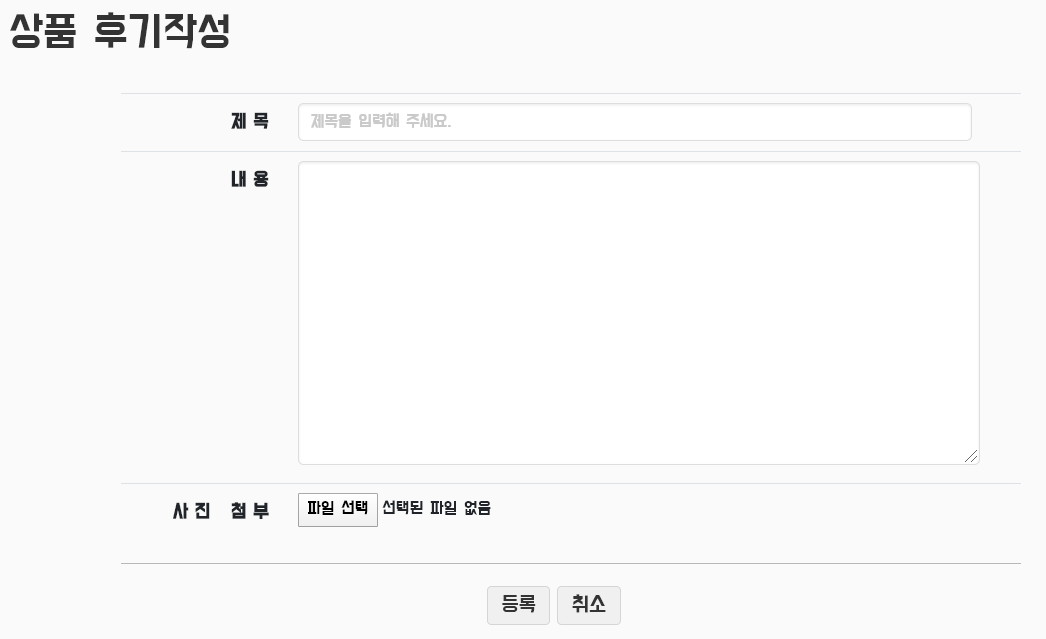 상품 후기작성
제 목 제목을 입력해 주세요.
내 용
사 진 첨 부 파일 선택 선택된 파일 없음
등록 취소